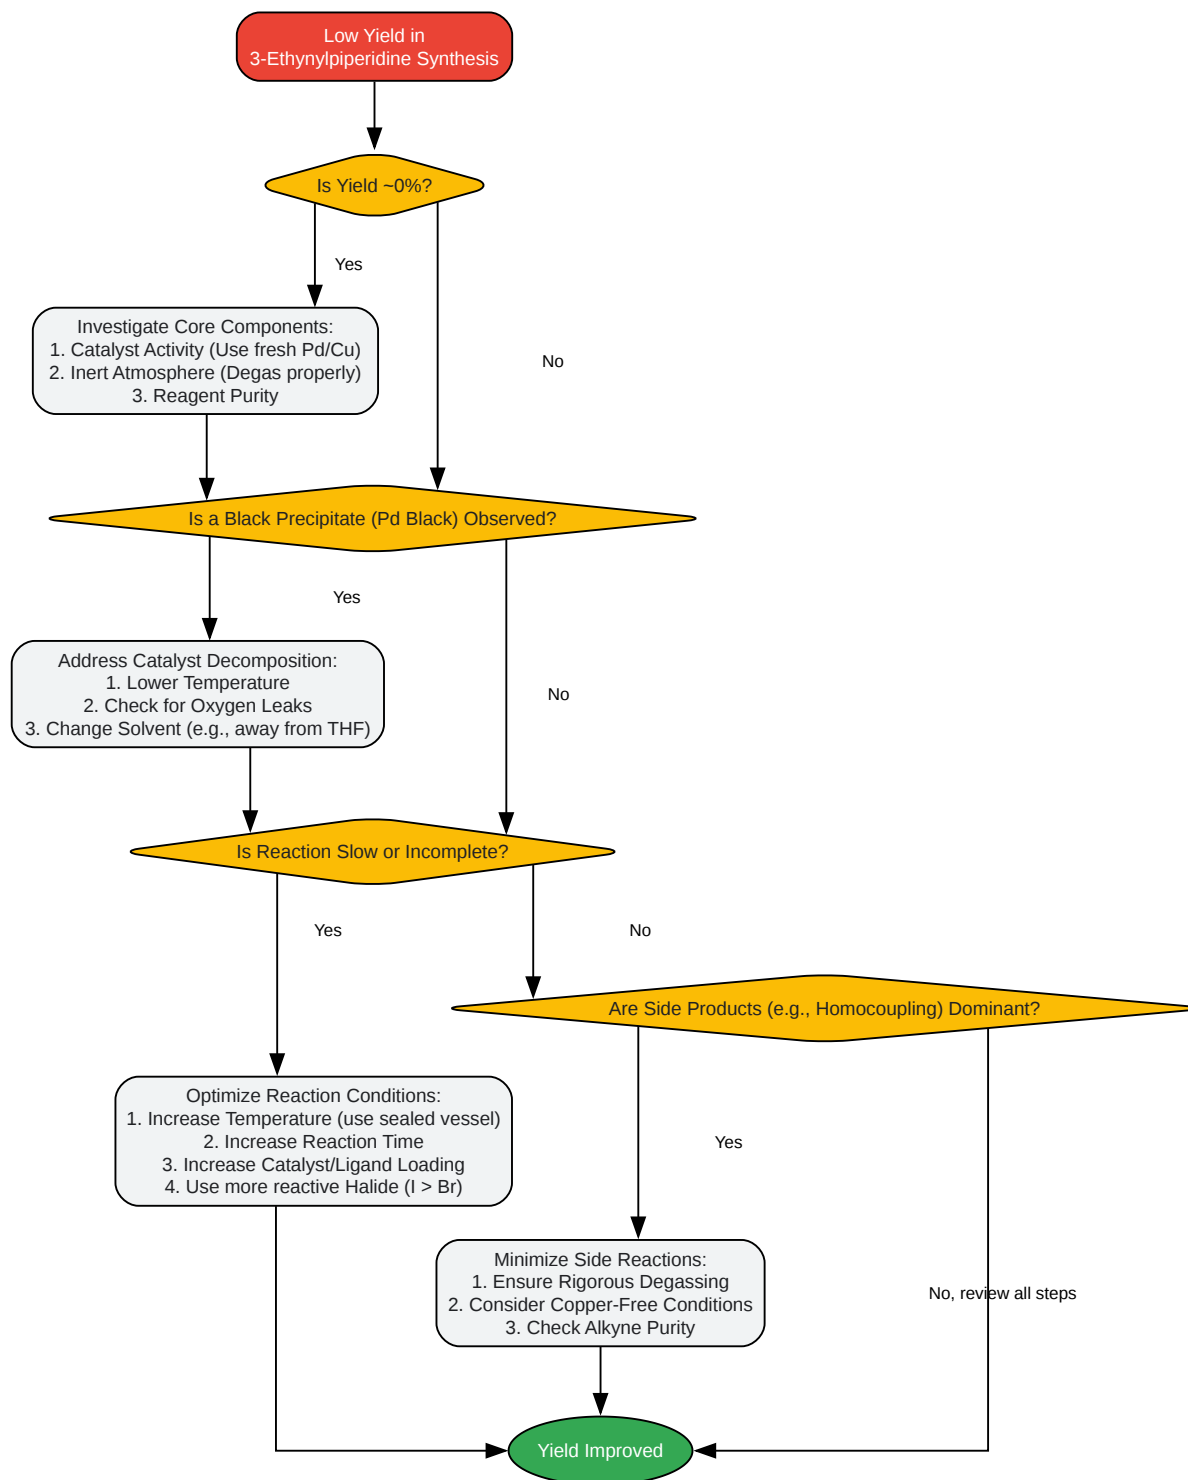 Low Yield in
3-Ethynylpiperidine Synthesis
Is Yield ~0%?
Yes
No
Investigate Core Components:
1. Catalyst Activity (Use fresh Pd/Cu)
2. Inert Atmosphere (Degas properly)
3. Reagent Purity
Is a Black Precipitate (Pd Black) Observed?
Yes
No
Address Catalyst Decomposition:
1. Lower Temperature
2. Check for Oxygen Leaks
3. Change Solvent (e.g., away from THF)
Is Reaction Slow or Incomplete?
Yes
No
Are Side Products (e.g., Homocoupling) Dominant?
Optimize Reaction Conditions:
1. Increase Temperature (use sealed vessel)
2. Increase Reaction Time
3. Increase Catalyst/Ligand Loading
4. Use more reactive Halide (I > Br)
Yes
Minimize Side Reactions:
1. Ensure Rigorous Degassing
2. Consider Copper-Free Conditions
3. Check Alkyne Purity
No, review all steps
Yield Improved